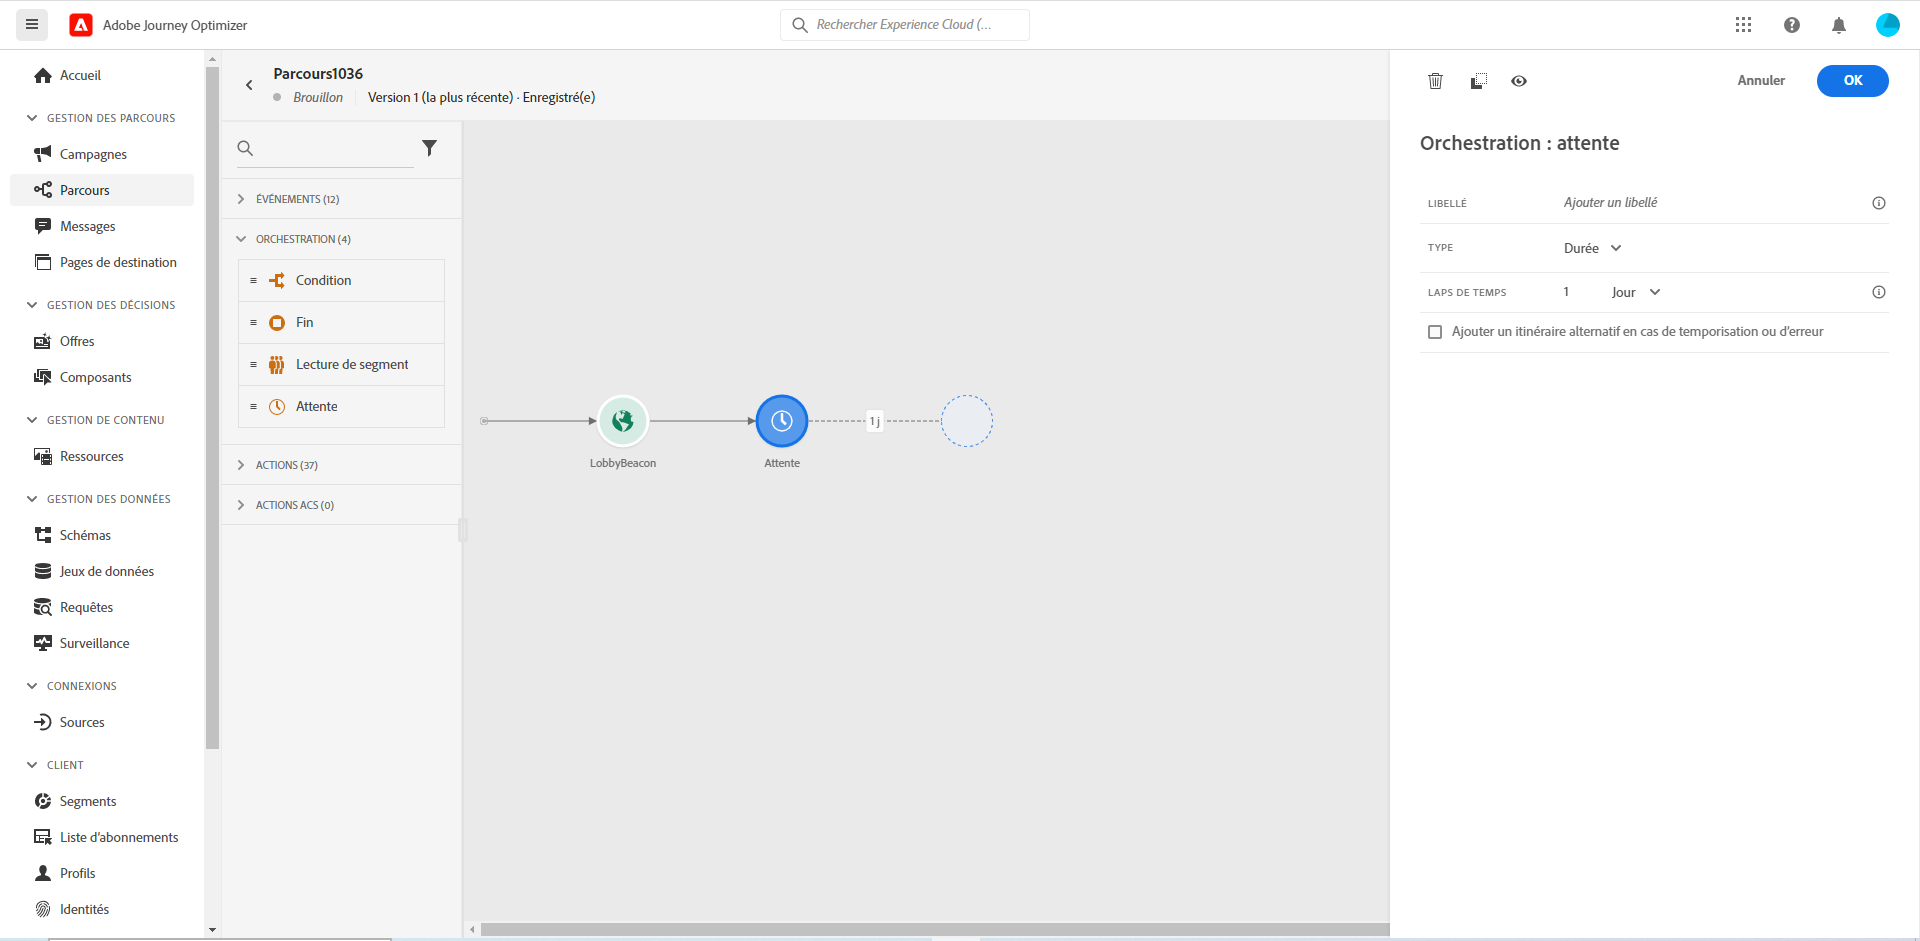 Adobe Journey Optimizer
Rechercher Experience Cloud (...
Accueil
GESTION DES PARCOURS
Campagnes
Parcours
Messages
Pages de destination
GESTION DES DÉCISIONS
Offres
Composants
GESTION DE CONTENU
Ressources
GESTION DES DONNÉES
Schémas
Jeux de données
Requêtes
Surveillance
CONNEXIONS
Sources
CLIENT
Segments
Liste d'abonnements
Profils
Identités
Parcours1036
Brouillon
Version 1 (la plus récente) · Enregistré(e)
ÉVÉNEMENTS (12)
ORCHESTRATION (4)
Condition
Fin
Lecture de segment
Attente
ACTIONS (37)
ACTIONS ACS (0)
LobbyBeacon
Attente
1 j
Annuler
OK
Orchestration : attente
LIBELLÉ
Ajouter un libellé
TYPE
Durée
LAPS DE TEMPS
1
Jour
Ajouter un itinéraire alternatif en cas de temporisation ou d'erreur